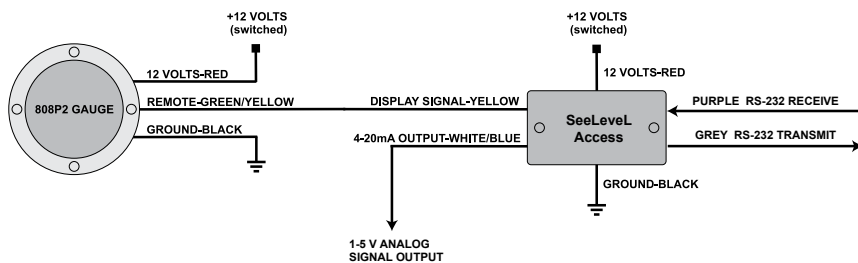 +12 VOLTS
(switched)
+12 VOLTS
(switched)
12 VOLTS-RED
12 VOLTS-RED
808P2 GAUGE
REMOTE-GREEN/YELLOW
DISPLAY SIGNAL-YELLOW
SeeLeveL
Access
PURPLE RS-232 RECEIVE
GROUND-BLACK
4-20mA OUTPUT-WHITE/BLUE
GREY RS-232 TRANSMIT
GROUND-BLACK
1-5 V ANALOG
SIGNAL OUTPUT